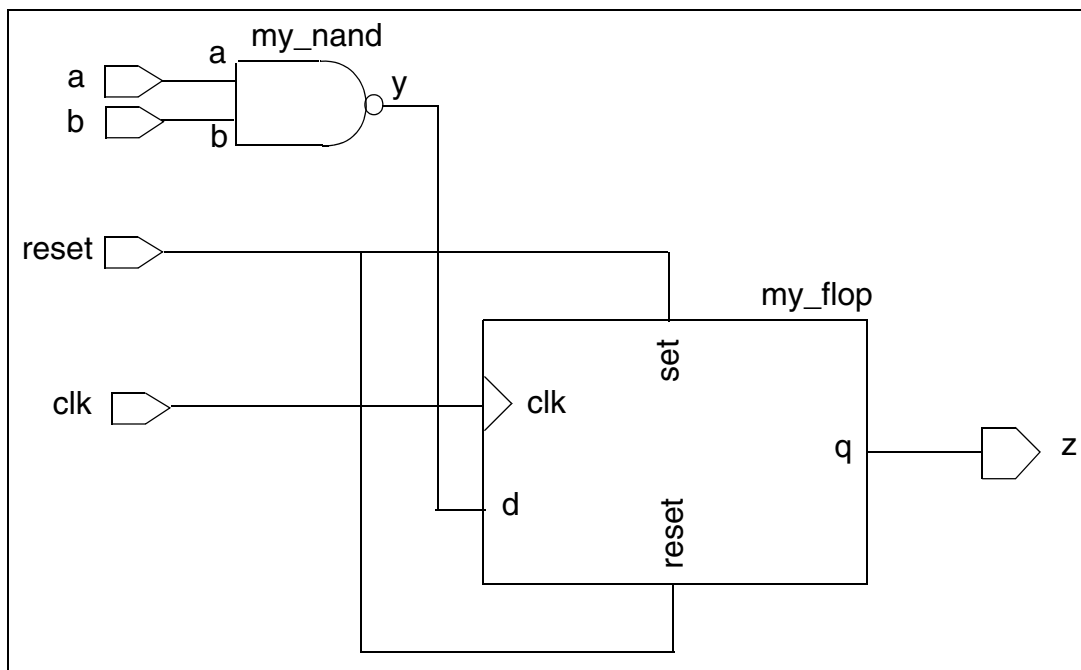 my_nand
a
a
y
b
b
reset
my_flop
set
clk
clk
q
z
d
reset